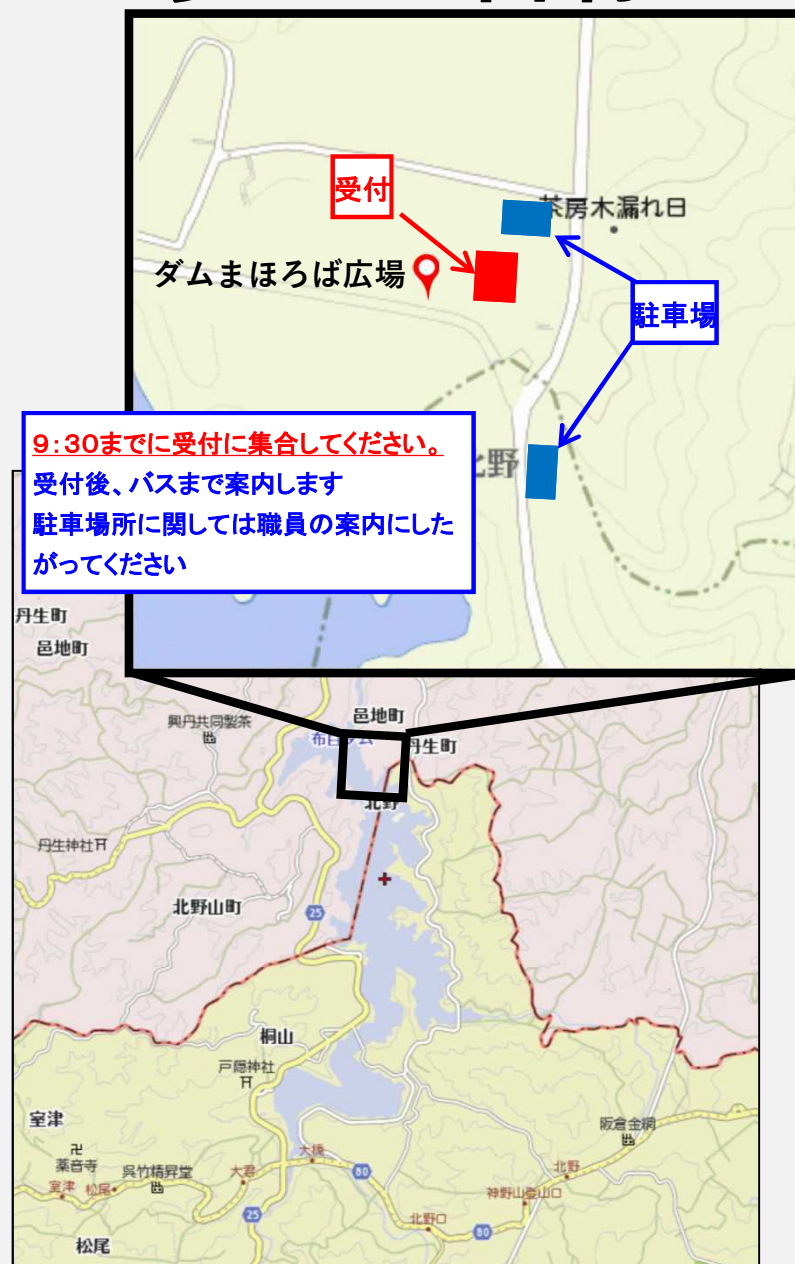 受付
茶房木漏れ日
ダムまほろば広場
駐車場
9:30までに受付に集合してください。
受付後、バスまで案内します
駐車場所に関しては職員の案内にした
がってください
北野
丹生町
邑地町
邑地町
興丹共同製茶
布目ダム
丹生町
北野
丹生神社
北野山町
25
桐山
戸隠神社
室津
阪倉金網
卍
薬音寺
呉竹精昇堂
大君
大橋
80
北野
室津
松尾
神野山登山口
25
北野口
80
松尾